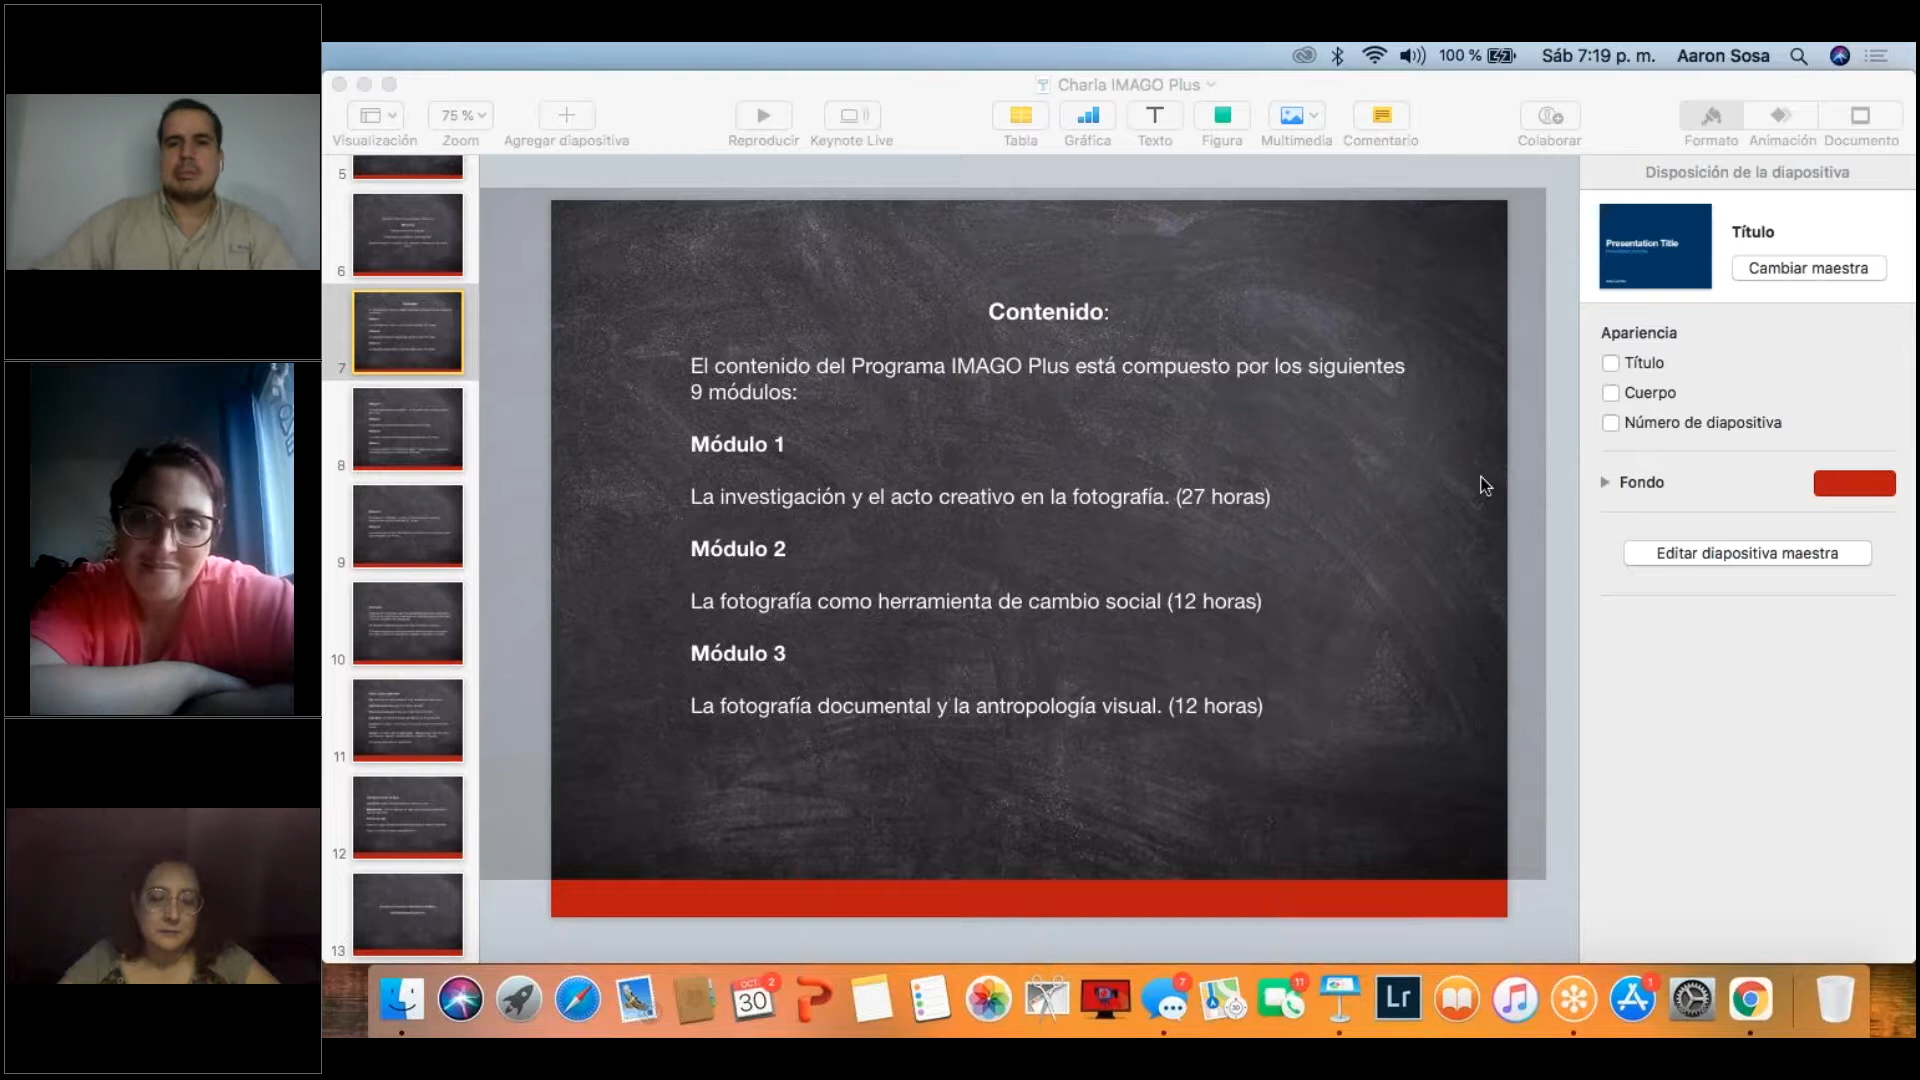 100 %
Sáb 7:19 p. m.
Aaron Sosa
Charla IMAGO Plus
75 %
Visualización
Zoom
Agregar diapositiva
Reproducir
Keynote Live
Tabla
Gráfica
Texto
Figura
Multimedia
Comentario
Colaborar
Formato
Animación
Documento
5
6
7
8
9
10
11
12
13
Contenido:
El contenido del Programa IMAGO Plus está compuesto por los siguientes
9 módulos:
Módulo 1
La investigación y el acto creativo en la fotografía. (27 horas)
Módulo 2
La fotografía como herramienta de cambio social (12 horas)
Módulo 3
La fotografía documental y la antropología visual. (12 horas)
Disposición de la diapositiva
Presentation Title
Título
Cambiar maestra
Apariencia
Título
Cuerpo
Número de diapositiva
Fondo
Editar diapositiva maestra
OCT.
30
2
7
11
Lr
1